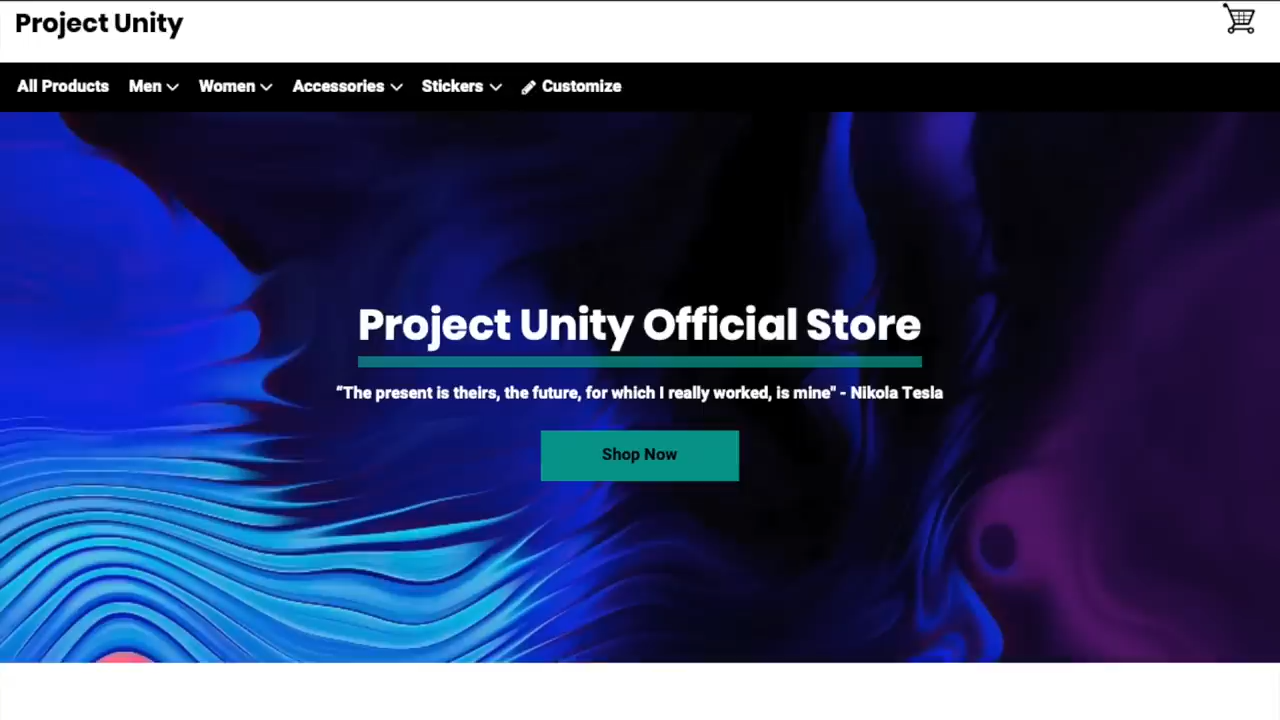 Project Unity
All Products Men Women Accessories Stickers Customize
Project Unity Official Store
“The present is theirs, the future, for which I really worked, is mine" - Nikola Tesla
Shop Now